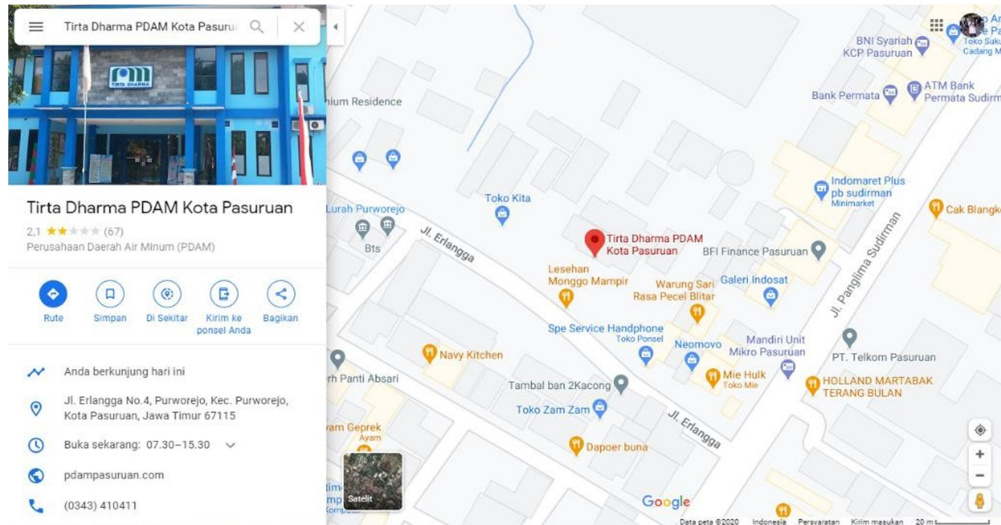 Tirta Dharma PDAM Kota Pasuru
TIRTA DHARMA
Tirta Dharma PDAM Kota Pasuruan
2,1 (67)
Perusahaan Daerah Air Minum (PDAM)
Rute
Simpan
Di Sekitar
Kirim ke
ponsel Anda
Bagikan
Anda berkunjung hari ini
Jl. Erlangga No.4, Purworejo, Kec. Purworejo,
Kota Pasuruan, Jawa Timur 67115
Buka sekarang: 07.30–15.30
pdampasuruan.com
(0343) 410411
nium Residence
BNI Syariah
KCP Pasuruan
Toko Suku
Cadang M
Bank Permata
ATM Bank
Permata Sudirm
Indomaret Plus
pb sudirman
Minimarket
Cak Blangk
Toko Kita
Lurah Purworejo
Bts
Jl. Erlangga
Tirta Dharma PDAM
Kota Pasuruan
BFI Finance Pasuruan
Jl. Panglima Sudirman
Lesehan
Monggo Mampir
Warung Sari
Rasa Pecel Blitar
Galeri Indosat
Spe Service Handphone
Toko Ponsel
Neomovo
Mandiri Unit
Mikro Pasuruan
PT. Telkom Pasuruan
Navy Kitchen
Mie Hulk
Toko Mie
HOLLAND MARTABAK
TERANG BULAN
rh Panti Absari
Tambal ban 2Kacong
Toko Zam Zam
Jl. Erlangga
yam Geprek
Ayam
Dapoer buna
Satelit
Google
Data peta ©2020 Indonesia Persyaratan Kirim masukan 20 m